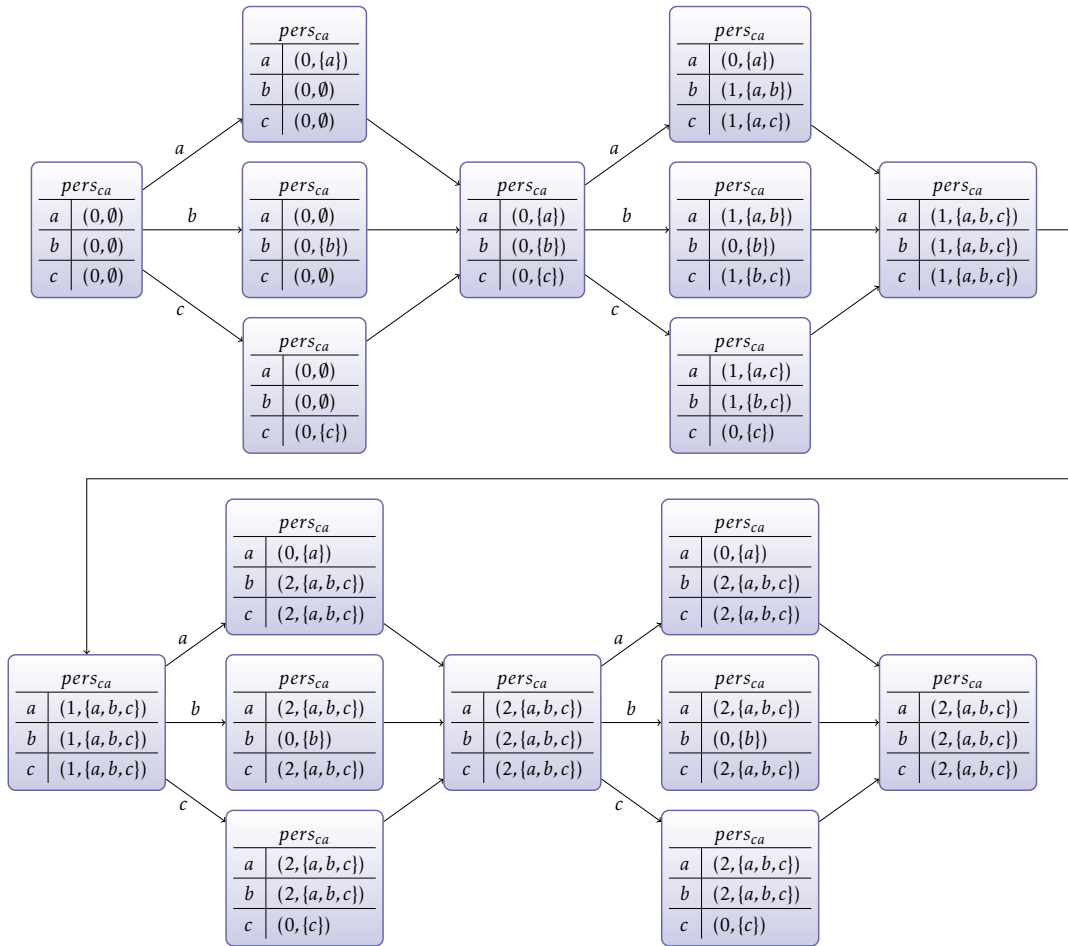 pers_ca
a (0,{a})
b (0,∅)
c (0,∅)
pers_ca
a (0,{a})
b (1,{a,b})
c (1,{a,c})
a
a
pers_ca
a (0,∅)
b (0,∅)
c (0,∅)
b
pers_ca
a (0,∅)
b (0,{b})
c (0,∅)
pers_ca
a (0,{a})
b (0,{b})
c (0,{c})
b
pers_ca
a (1,{a,b})
b (0,{b})
c (1,{b,c})
pers_ca
a (1,{a,b,c})
b (1,{a,b,c})
c (1,{a,b,c})
c
c
pers_ca
a (0,∅)
b (0,∅)
c (0,{c})
pers_ca
a (1,{a,c})
b (1,{b,c})
c (0,{c})
pers_ca
a (0,{a})
b (2,{a,b,c})
c (2,{a,b,c})
pers_ca
a (0,{a})
b (2,{a,b,c})
c (2,{a,b,c})
a
a
pers_ca
a (1,{a,b,c})
b (1,{a,b,c})
c (1,{a,b,c})
b
pers_ca
a (2,{a,b,c})
b (0,{b})
c (2,{a,b,c})
pers_ca
a (2,{a,b,c})
b (2,{a,b,c})
c (2,{a,b,c})
b
pers_ca
a (2,{a,b,c})
b (0,{b})
c (2,{a,b,c})
pers_ca
a (2,{a,b,c})
b (2,{a,b,c})
c (2,{a,b,c})
c
c
pers_ca
a (2,{a,b,c})
b (2,{a,b,c})
c (0,{c})
pers_ca
a (2,{a,b,c})
b (2,{a,b,c})
c (0,{c})